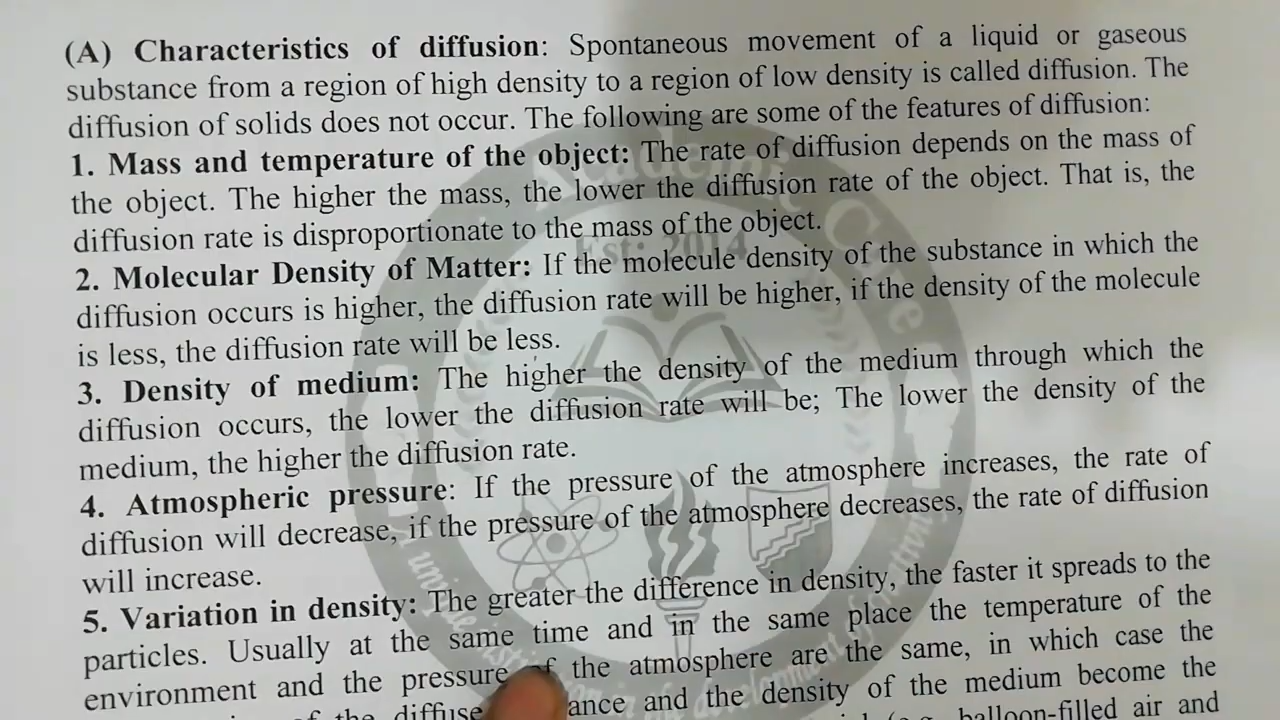 (A) Characteristics of diffusion: Spontaneous movement of a liquid or gaseous
substance from a region of high density to a region of low density is called diffusion. The
diffusion of solids does not occur. The following are some of the features of diffusion:
1. Mass and temperature of the object: The rate of diffusion depends on the mass of
the object. The higher the mass, the lower the diffusion rate of the object. That is, the
diffusion rate is disproportionate to the mass of the object.
2. Molecular Density of Matter: If the molecule density of the substance in which the
diffusion occurs is higher, the diffusion rate will be higher, if the density of the molecule
is less, the diffusion rate will be less.
3. Density of medium: The higher the density of the medium through which the
diffusion occurs, the lower the diffusion rate will be; The lower the density of the
medium, the higher the diffusion rate.
4. Atmospheric pressure: If the pressure of the atmosphere increases, the rate of
diffusion will decrease, if the pressure of the atmosphere decreases, the rate of diffusion
will increase.
5. Variation in density: The greater the difference in density, the faster it spreads to the
particles. Usually at the same time and in the same place the temperature of the
environment and the pressure of the atmosphere are the same, in which case the
of the diffuse ance and the density of the medium become the
balloon-filled air and
Academic Care
Est: 2014